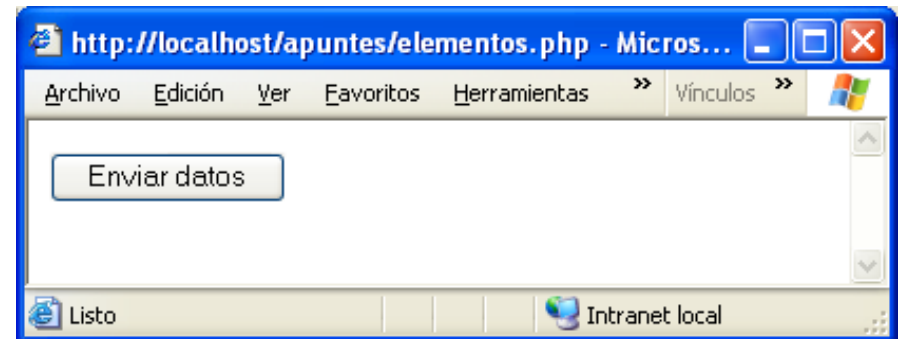 http://localhost/apuntes/elementos.php - Micros...
Archivo Edición Ver Favoritos Herramientas » Vínculos »
Enviar datos
Listo Intranet local